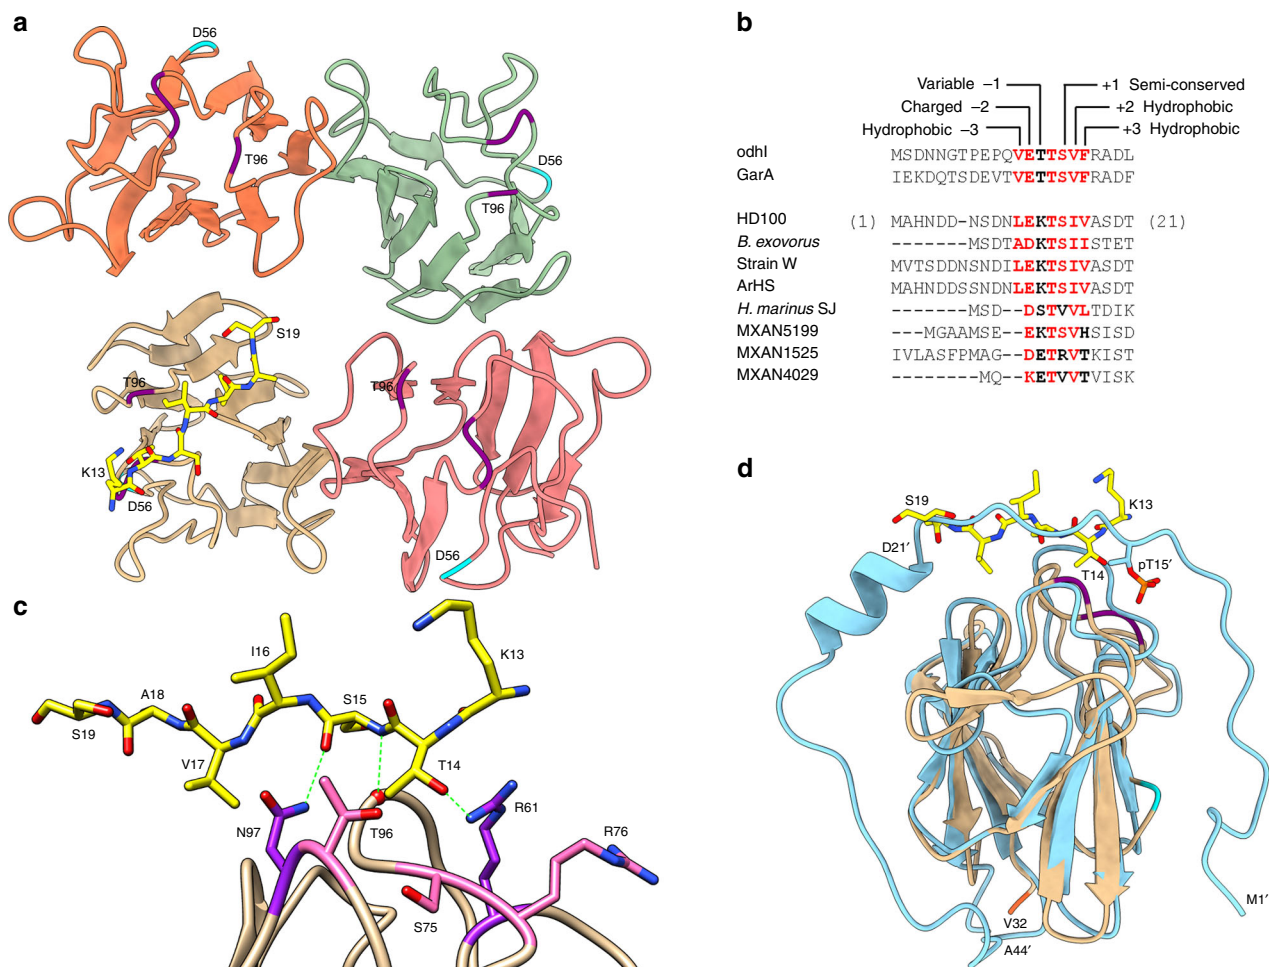 a
D56
T96
D56
T96
S19
T96
K13
D56
T96
D56
b
Variable −1
+1 Semi-conserved
Charged −2
+2 Hydrophobic
Hydrophobic −3
+3 Hydrophobic
odhI MSDNNGTPEPQVETTSVFRADL
GarA IEKDQTSDEVTVETTSVFRADF
HD100 (1) MAHNDD-NSDNLEKTSIVASDT (21)
B. exovorus -------MSDTADKTSIISTET
Strain W MVTSDDNSNDILEKTSIVASDT
ArHS MAHNDDSSNDNLEKTSIVASDT
H. marinus SJ -------MSD--DSTVVLTDIK
MXAN5199 ---MGAAMSE--EKTSVHSISD
MXAN1525 IVLASFPMAG--DETRVTKIST
MXAN4029 --------MQ--KETVVTVISK
c
I16
K13
A18
S15
S19
V17
T14
R61
N97
T96
R76
S75
d
S19
K13
D21′
pT15′
T14
V32
A44′
M1′